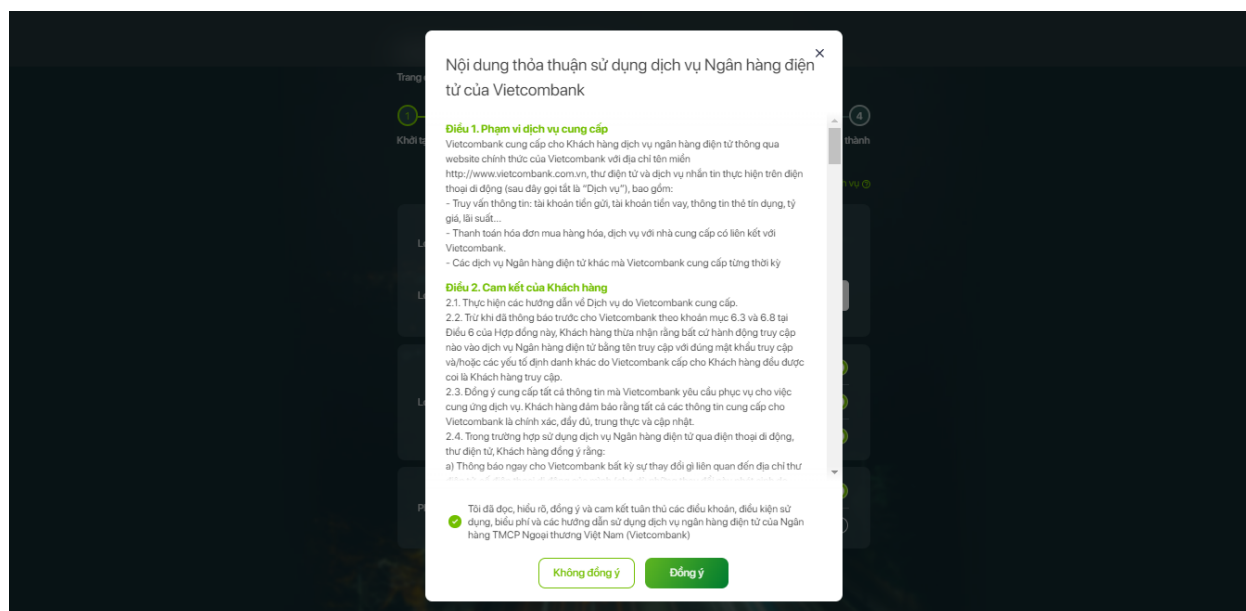 Nội dung thỏa thuận sử dụng dịch vụ Ngân hàng điện
tử của Vietcombank
Trang
1
4
Khởi tạ
thành
Điều 1. Phạm vi dịch vụ cung cấp
Vietcombank cung cấp cho Khách hàng dịch vụ ngân hàng điện tử thông qua
website chính thức của Vietcombank với địa chỉ tên miền
http://www.vietcombank.com.vn, thư điện tử và dịch vụ nhắn tin thực hiện trên điện
thoại di động (sau đây gọi tắt là “Dịch vụ”), bao gồm:
- Truy vấn thông tin: tài khoản tiền gửi, tài khoản tiền vay, thông tin thẻ tín dụng, tỷ
giá, lãi suất...
- Thanh toán hóa đơn mua hàng hóa, dịch vụ với nhà cung cấp có liên kết với
Vietcombank.
- Các dịch vụ Ngân hàng điện tử khác mà Vietcombank cung cấp từng thời kỳ
Điều 2. Cam kết của Khách hàng
2.1. Thực hiện các hướng dẫn về Dịch vụ do Vietcombank cung cấp.
2.2. Trừ khi đã thông báo trước cho Vietcombank theo khoản mục 6.3 và 6.8 tại
Điều 6 của Hợp đồng này, Khách hàng thừa nhận rằng bất cứ hành động truy cập
nào vào dịch vụ Ngân hàng điện tử bằng tên truy cập với đúng mật khẩu truy cập
và/hoặc các yếu tố định danh khác do Vietcombank cấp cho Khách hàng đều được
coi là Khách hàng truy cập.
2.3. Đồng ý cung cấp tất cả thông tin mà Vietcombank yêu cầu phục vụ cho việc
cung ứng dịch vụ. Khách hàng đảm bảo rằng tất cả các thông tin cung cấp cho
Vietcombank là chính xác, đầy đủ, trung thực và cập nhật.
2.4. Trong trường hợp sử dụng dịch vụ Ngân hàng điện tử qua điện thoại di động,
thư điện tử, Khách hàng đồng ý rằng:
a) Thông báo ngay cho Vietcombank bất kỳ sự thay đổi gì liên quan đến địa chỉ thư
Tôi đã đọc, hiểu rõ, đồng ý và cam kết tuân thủ các điều khoản, điều kiện sử
dụng, biểu phí và các hướng dẫn sử dụng dịch vụ ngân hàng điện tử của Ngân
hàng TMCP Ngoại thương Việt Nam (Vietcombank)
Không đồng ý
Đồng ý